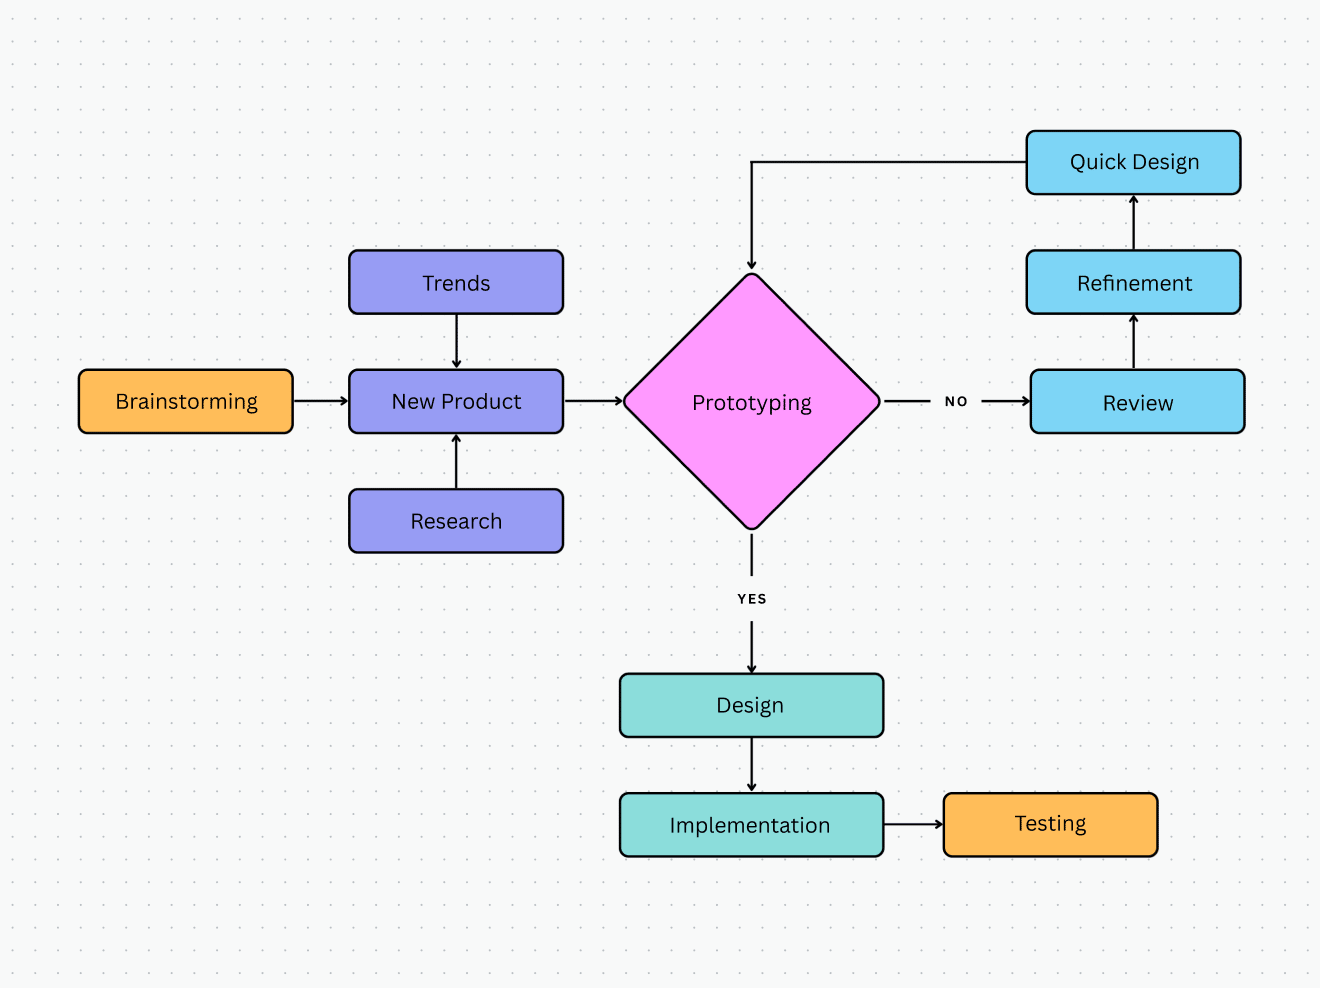 Quick Design
Trends
Refinement
Brainstorming
New Product
Prototyping
NO
Review
Research
YES
Design
Implementation
Testing